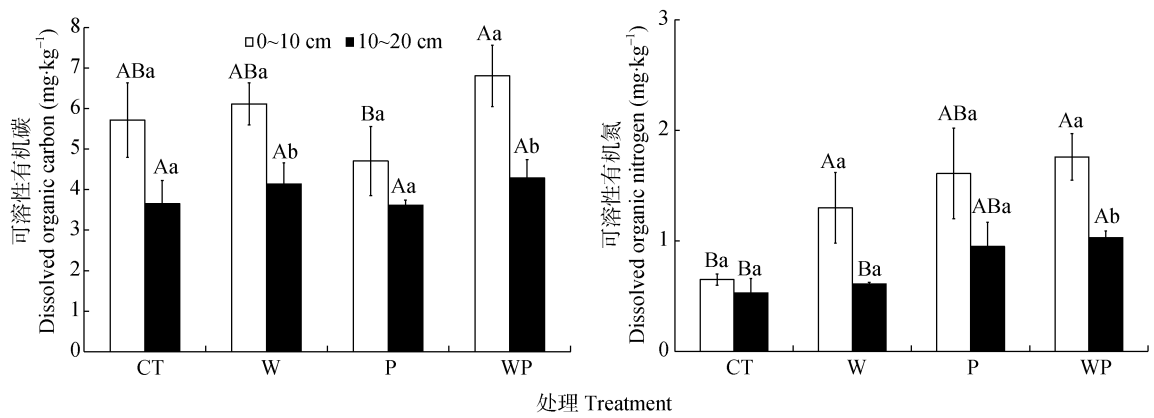 可溶性有机碳
Dissolved organic carbon (mg·kg⁻¹)
8
7
6
5
4
3
2
1
0
0~10 cm 10~20 cm
ABa
Aa
ABa
Ab
Ba
Aa
Aa
Ab
CT W P WP
可溶性有机氮
Dissolved organic nitrogen (mg·kg⁻¹)
3
2
1
0
Ba
Ba
Aa
Ba
ABa
ABa
Aa
Ab
CT W P WP
处理 Treatment